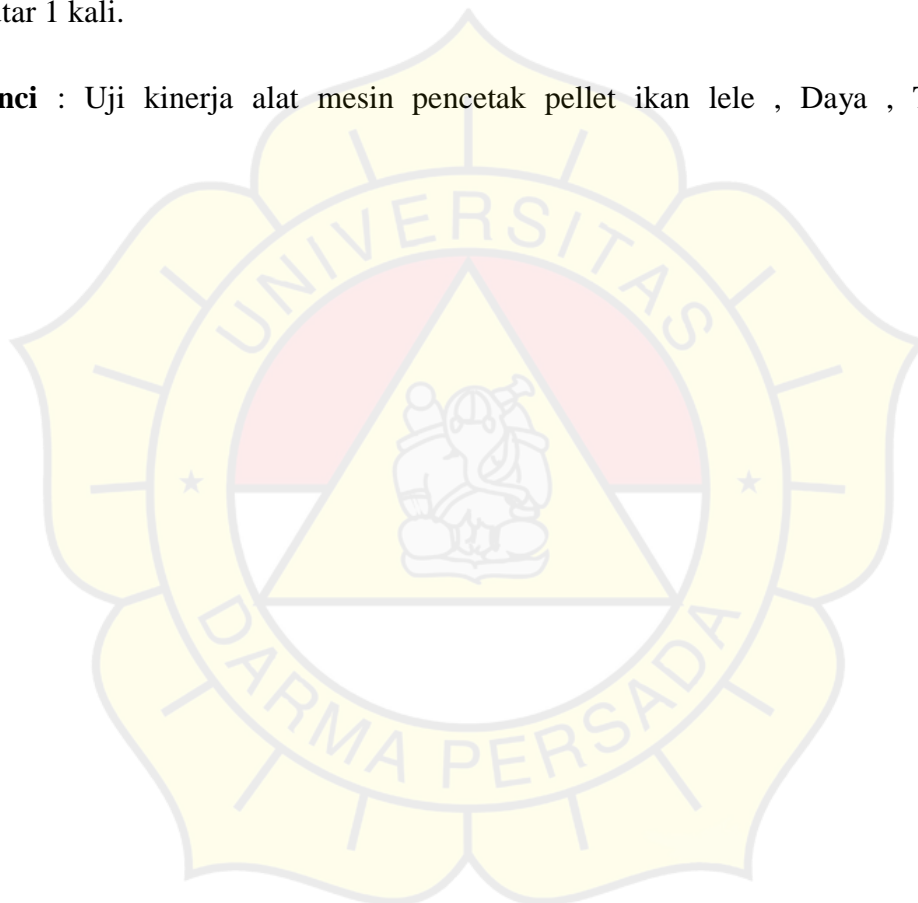 tar 1 kali.
nci : Uji kinerja alat mesin pencetak pellet ikan lele , Daya ,
UNIVERSITAS
DARMA PERSADA